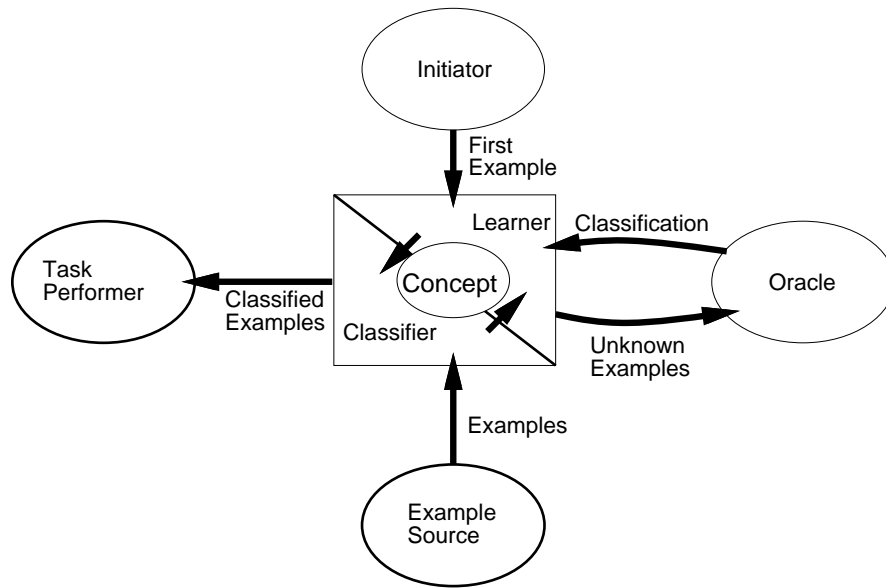 Initiator
First
Example
Learner
Classification
Task
Performer
Concept
Oracle
Classified
Examples
Classifier
Unknown
Examples
Examples
Example
Source